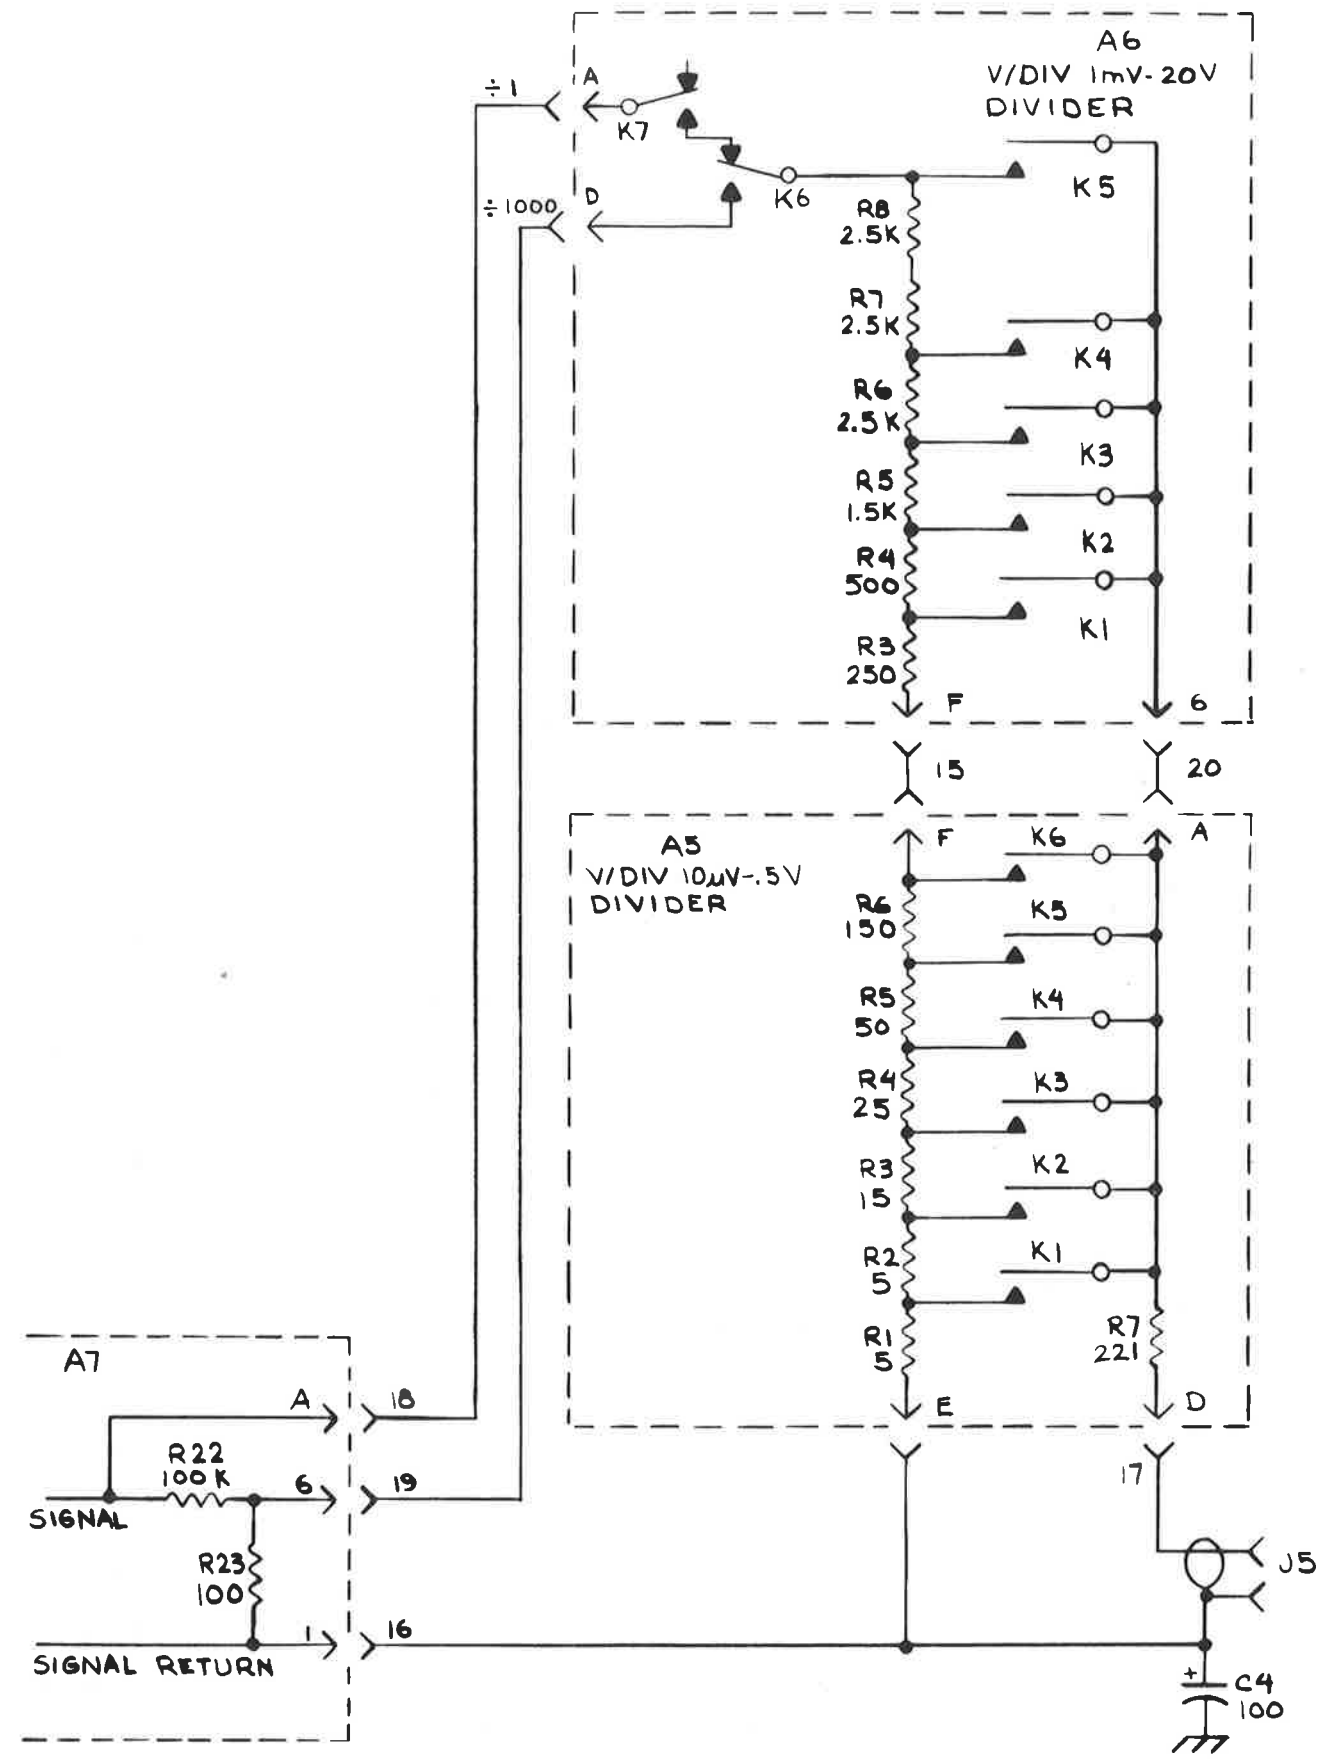 A6
V/DIV 1mV-20V
DIVIDER
÷1
A
K7
÷1000
D
K6
K5
R8
2.5K
R7
2.5K
K4
R6
2.5K
K3
R5
1.5K
K2
R4
500
K1
R3
250
F
6
15
20
A5
V/DIV 10µV-.5V
DIVIDER
F
K6
A
R6
150
K5
R5
50
K4
R4
25
K3
R3
15
K2
R2
5
K1
R1
5
R7
221
E
D
17
J5
A7
A
18
R22
100K
6
19
SIGNAL
R23
100
1
16
SIGNAL RETURN
+
C4
100